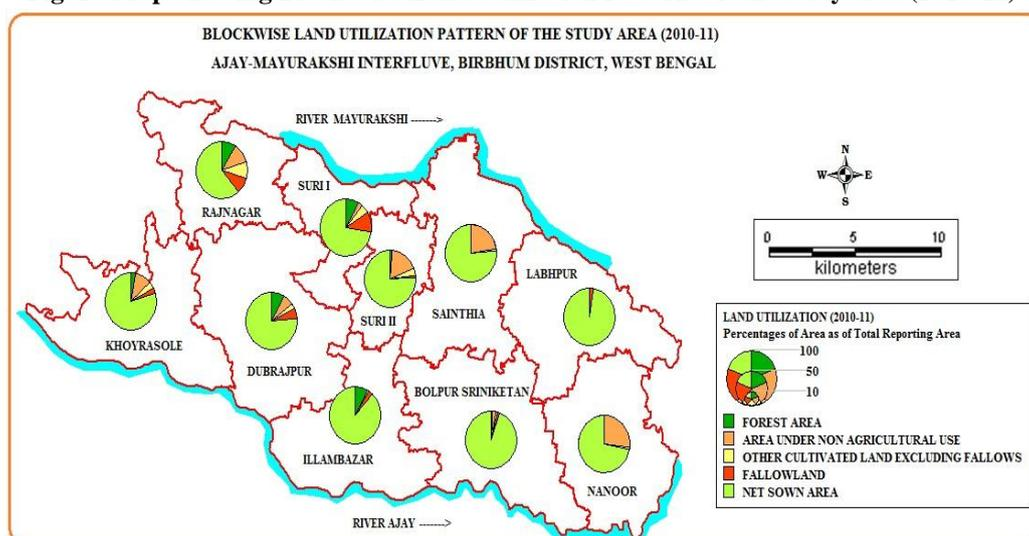 BLOCKWISE LAND UTILIZATION PATTERN OF THE STUDY AREA (2010-11)
AJAY-MAYURAKSHI INTERFLUVE, BIRBHUM DISTRICT, WEST BENGAL
RIVER MAYURAKSHI ------->
N
W E
S
SURI I
RAJNAGAR
0 5 10
kilometers
LABHPUR
SURI II
SAINTHIA
KHOYRASOLE
DUBRAJPUR
BOLPUR SRINIKETAN
ILLAMBAZAR
NANOOR
RIVER AJAY ------>
LAND UTILIZATION (2010-11)
Percentages of Area as of Total Reporting Area
100
50
10
FOREST AREA
AREA UNDER NON AGRICULTURAL USE
OTHER CULTIVATED LAND EXCLUDING FALLOWS
FALLOWLAND
NET SOWN AREA